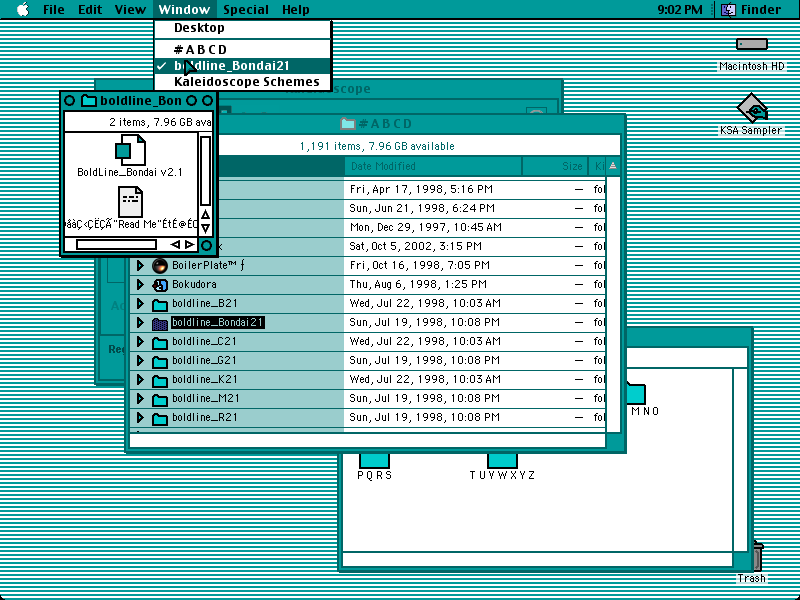 File Edit View Window Special Help 9:02 PM Finder
Desktop
# A B C D
✓ boldline_Bondai21
Kaleidoscope Schemes
Macintosh HD
KSA Sampler
Trash
boldline_Bon
2 items, 7.96 GB ava
BoldLine_Bondai v2.1
"Read Me"
# A B C D
1,191 items, 7.96 GB available
Date Modified Size Ki
Fri, Apr 17, 1998, 5:16 PM — fol
Sun, Jun 21, 1998, 6:24 PM — fol
Mon, Dec 29, 1997, 10:45 AM — fol
Sat, Oct 5, 2002, 3:15 PM — fol
BoilerPlate™ ƒ Fri, Oct 16, 1998, 7:05 PM — fol
Bokudora Thu, Aug 6, 1998, 1:25 PM — fol
boldline_B21 Wed, Jul 22, 1998, 10:03 AM — fol
boldline_Bondai21 Sun, Jul 19, 1998, 10:08 PM — fol
boldline_C21 Wed, Jul 22, 1998, 10:03 AM — fol
boldline_G21 Sun, Jul 19, 1998, 10:08 PM — fol
boldline_K21 Wed, Jul 22, 1998, 10:03 AM — fol
boldline_M21 Sun, Jul 19, 1998, 10:08 PM — fol
boldline_R21 Sun, Jul 19, 1998, 10:08 PM — fol
M N O
P Q R S
T U V W X Y Z